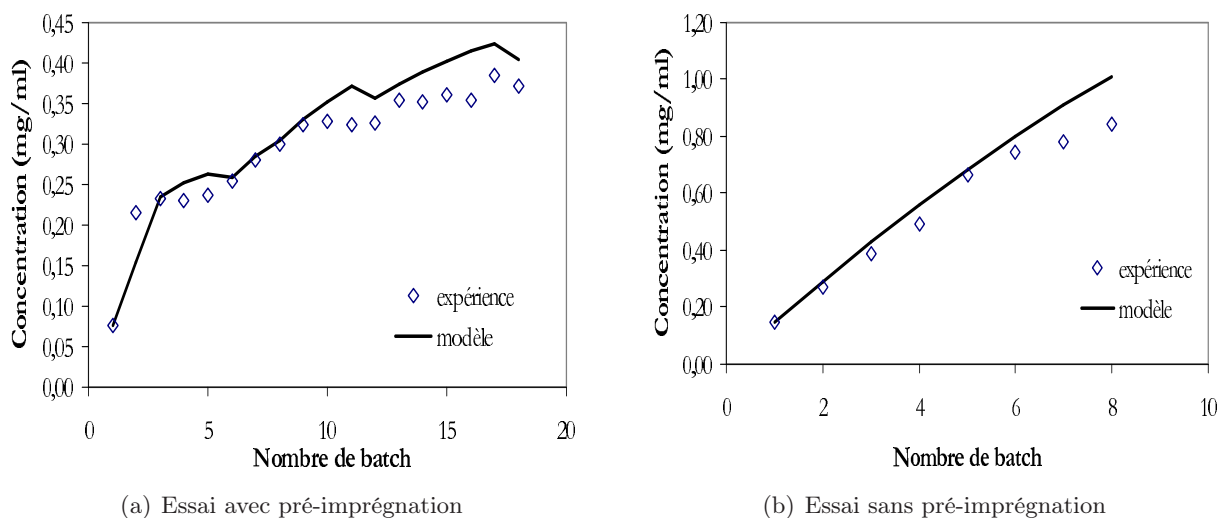 0,45
0,40
0,35
0,30
0,25
0,20
0,15
0,10
0,05
0,00
Concentration (mg/ml)
0
5
10
15
20
Nombre de batch
expérience
modèle
(a) Essai avec pré-imprégnation
1,20
1,00
0,80
0,60
0,40
0,20
0,00
Concentration (mg/ml)
0
2
4
6
8
10
Nombre de batch
expérience
modèle
(b) Essai sans pré-imprégnation